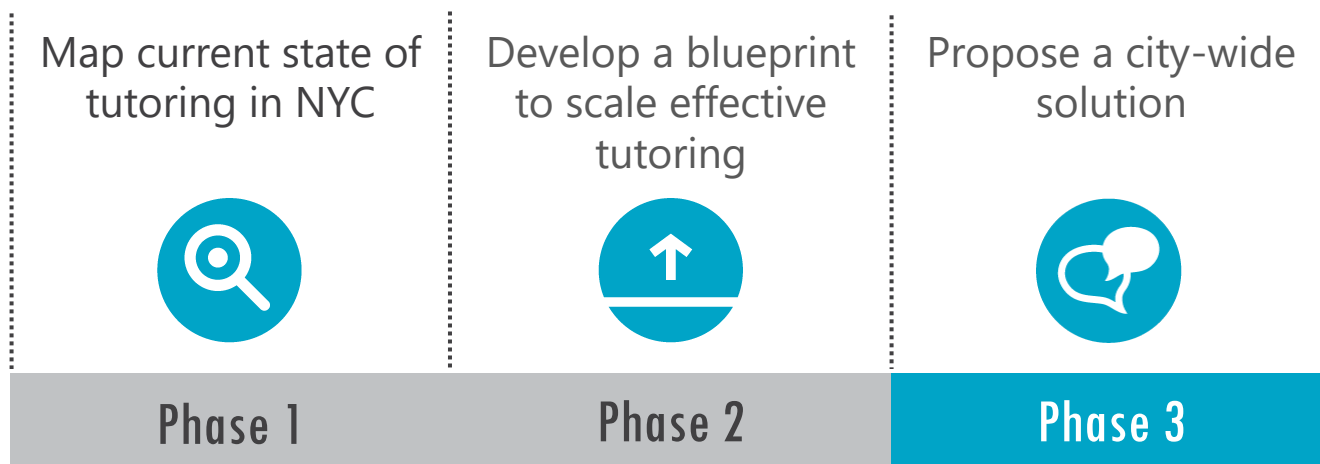 Map current state of
tutoring in NYC
Develop a blueprint
to scale effective
tutoring
Propose a city-wide
solution
Phase 1
Phase 2
Phase 3